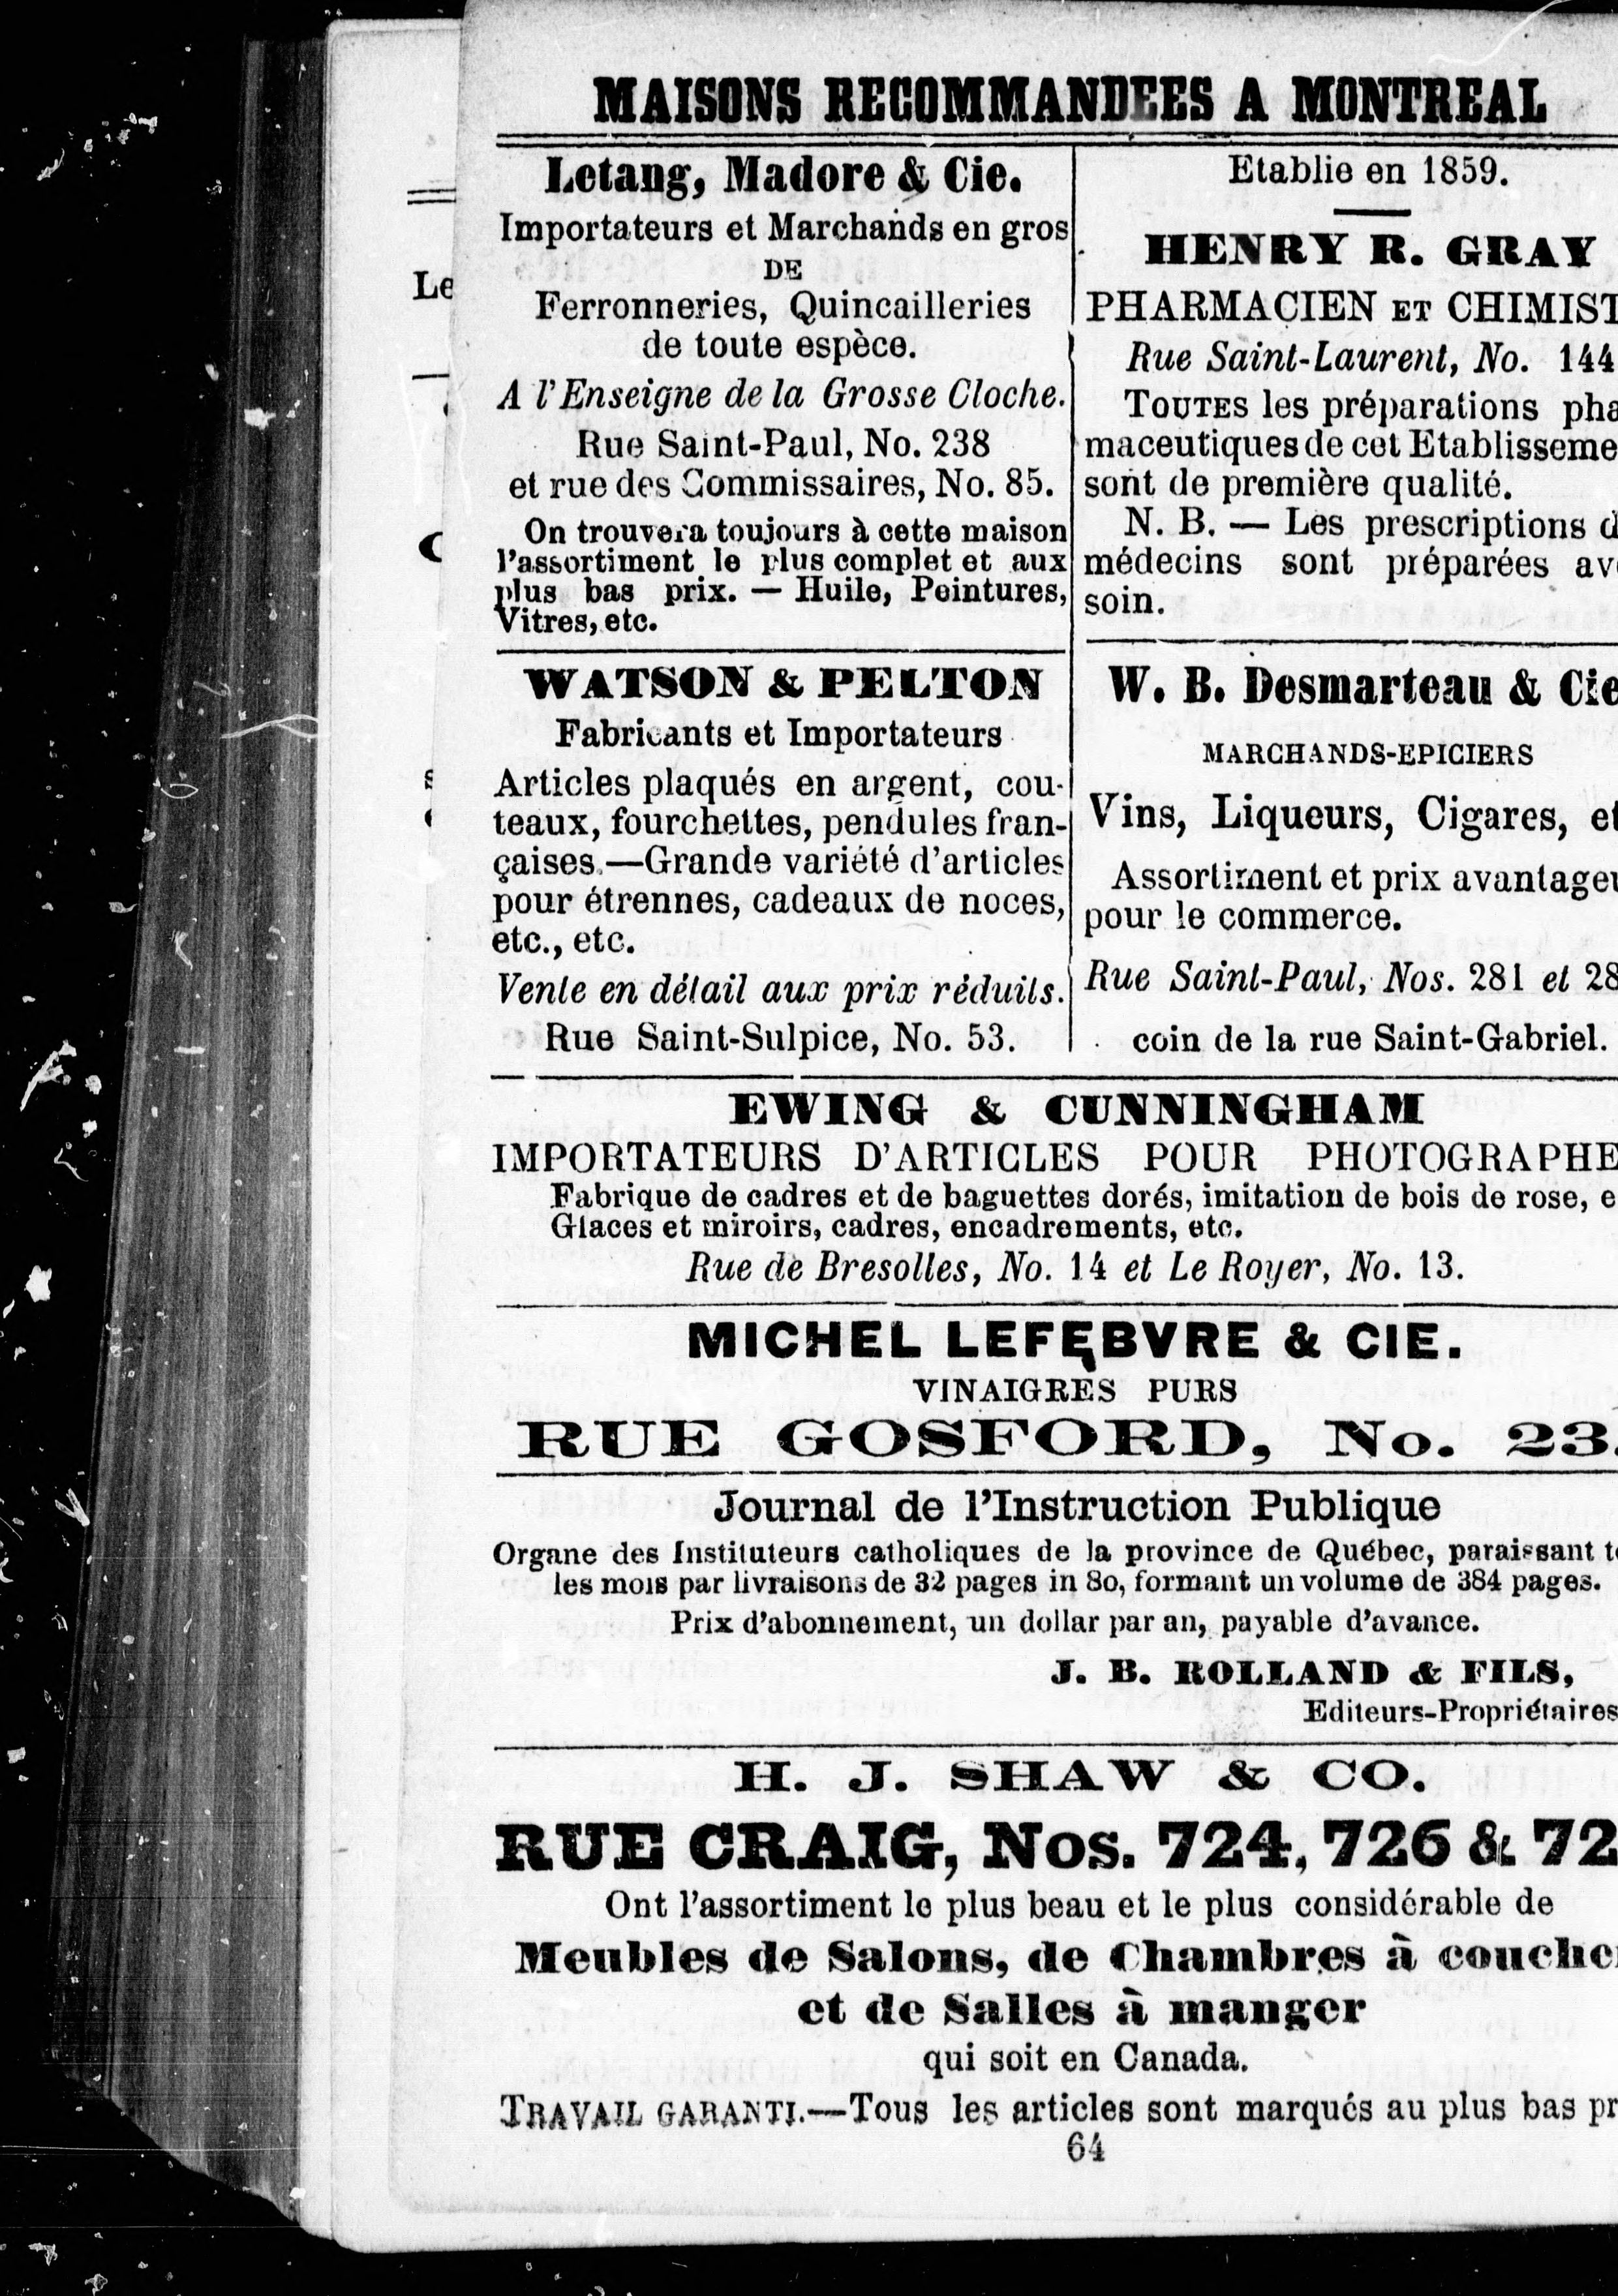 MAISONS RECOMMANDEES A MONTREAL
Letang, Madore & Cie.
Importateurs et Marchands en gros
DE
Ferronneries, Quincailleries
de toute espèce.
A l'Enseigne de la Grosse Cloche.
Rue Saint-Paul, No. 238
et rue des Commissaires, No. 85.
On trouvera toujours à cette maison
l'assortiment le plus complet et aux
plus bas prix. — Huile, Peintures,
Vitres, etc.
WATSON & PELTON
Fabricants et Importateurs
Articles plaqués en argent, cou-
teaux, fourchettes, pendules fran-
çaises.—Grande variété d'articles
pour étrennes, cadeaux de noces,
etc., etc.
Vente en détail aux prix réduits.
Rue Saint-Sulpice, No. 53.
Etablie en 1859.
HENRY R. GRAY
PHARMACIEN ET CHIMIST
Rue Saint-Laurent, No. 144
TOUTES les préparations pha
maceutiques de cet Etablisseme
sont de première qualité.
N. B. — Les prescriptions d
médecins sont préparées av
soin.
W. B. Desmarteau & Cie
MARCHANDS-EPICIERS
Vins, Liqueurs, Cigares, et
Assortiment et prix avantageu
pour le commerce.
Rue Saint-Paul, Nos. 281 et 28
coin de la rue Saint-Gabriel.
EWING & CUNNINGHAM
IMPORTATEURS D'ARTICLES POUR PHOTOGRAPHE
Fabrique de cadres et de baguettes dorés, imitation de bois de rose, e
Glaces et miroirs, cadres, encadrements, etc.
Rue de Bresolles, No. 14 et Le Royer, No. 13.
MICHEL LEFEBVRE & CIE.
VINAIGRES PURS
RUE GOSFORD, No. 23.
Journal de l'Instruction Publique
Organe des Instituteurs catholiques de la province de Québec, paraissant t
les mois par livraisons de 32 pages in 8o, formant un volume de 384 pages.
Prix d'abonnement, un dollar par an, payable d'avance.
J. B. ROLLAND & FILS,
Editeurs-Propriétaires
H. J. SHAW & CO.
RUE CRAIG, Nos. 724, 726 & 72
Ont l'assortiment le plus beau et le plus considérable de
Meubles de Salons, de Chambres à coucher
et de Salles à manger
qui soit en Canada.
TRAVAIL GARANTI.—Tous les articles sont marqués au plus bas pr
64